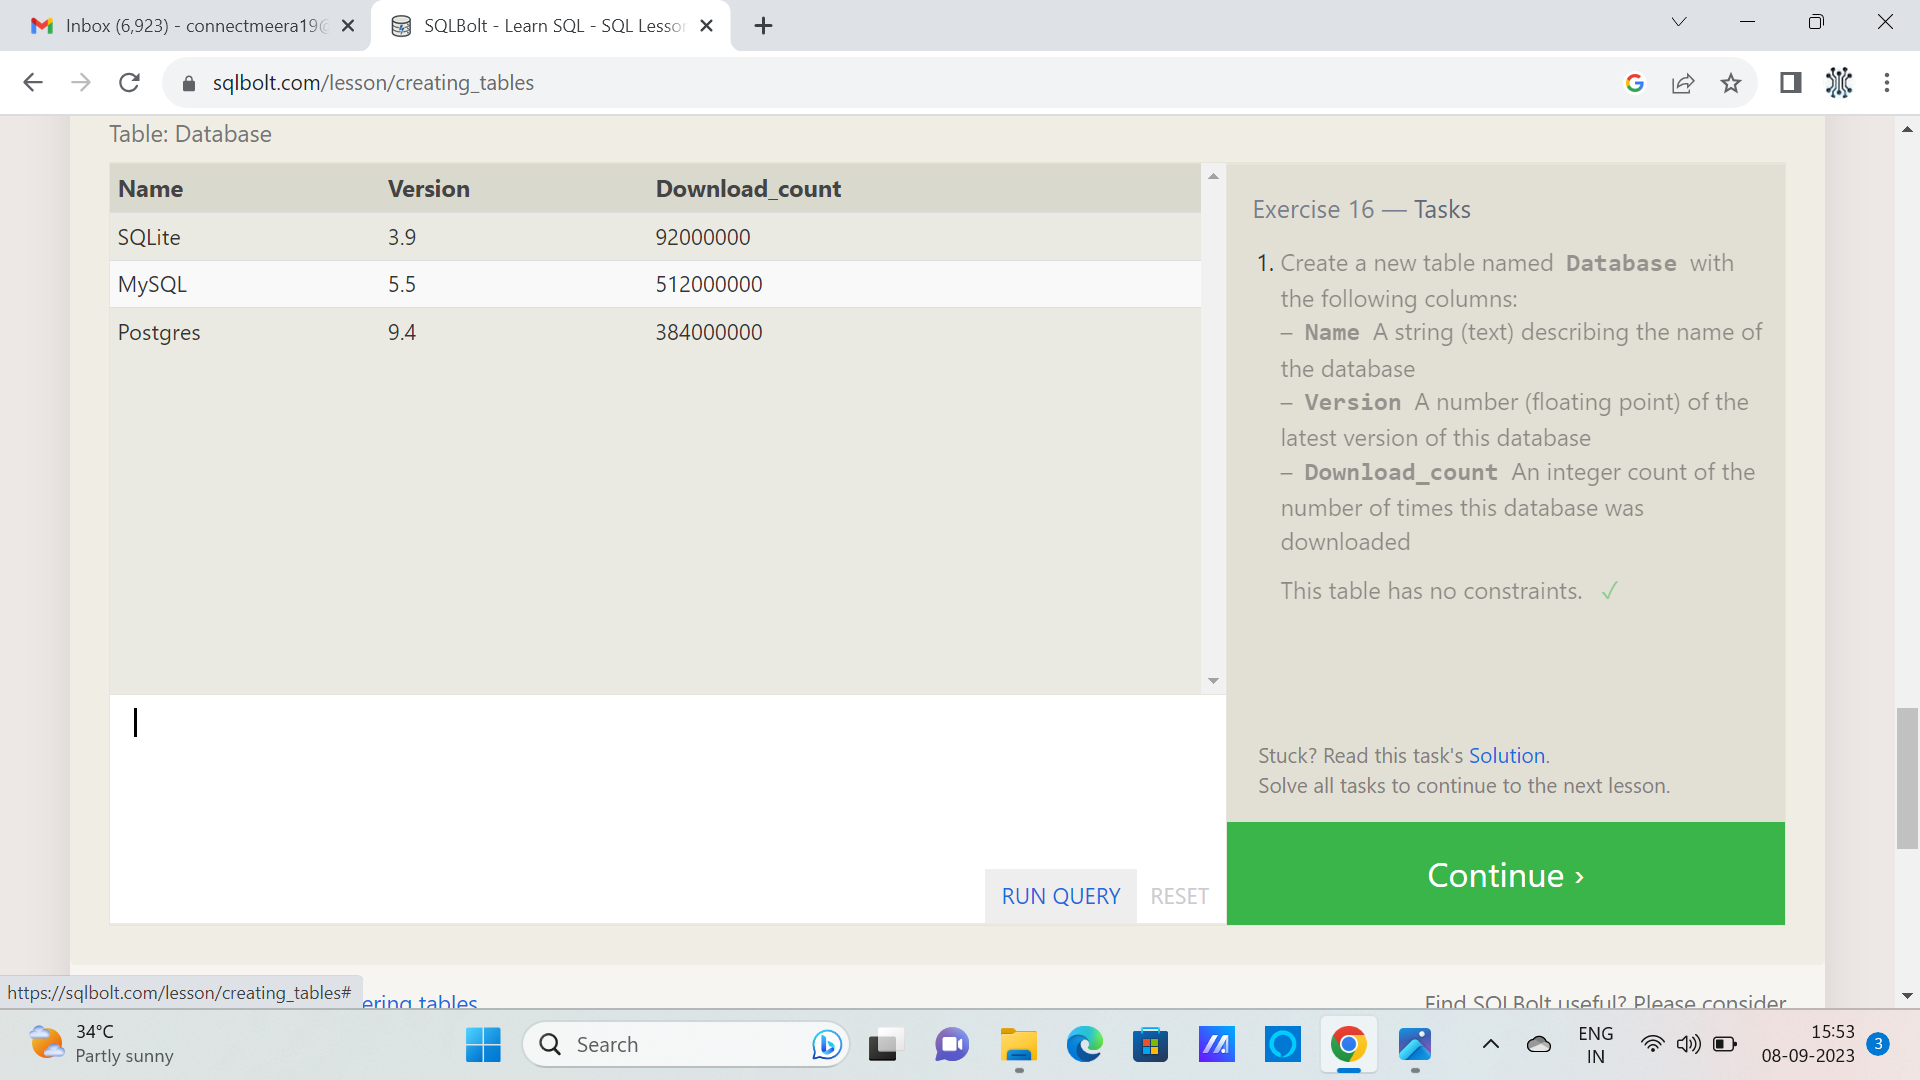 Inbox (6,923) - connectmeera19@
SQLBolt - Learn SQL - SQL Lesson
sqlbolt.com/lesson/creating_tables
Table: Database
Name Version Download_count
SQLite 3.9 92000000
MySQL 5.5 512000000
Postgres 9.4 384000000
Exercise 16 — Tasks
1. Create a new table named Database with
the following columns:
– Name A string (text) describing the name of
the database
– Version A number (floating point) of the
latest version of this database
– Download_count An integer count of the
number of times this database was
downloaded
This table has no constraints. ✓
Stuck? Read this task's Solution.
Solve all tasks to continue to the next lesson.
RUN QUERY RESET
Continue ›
https://sqlbolt.com/lesson/creating_tables#
ering tables
Find SQLBolt useful? Please consider
34°C
Partly sunny
Search
ENG
IN
15:53
08-09-2023
3